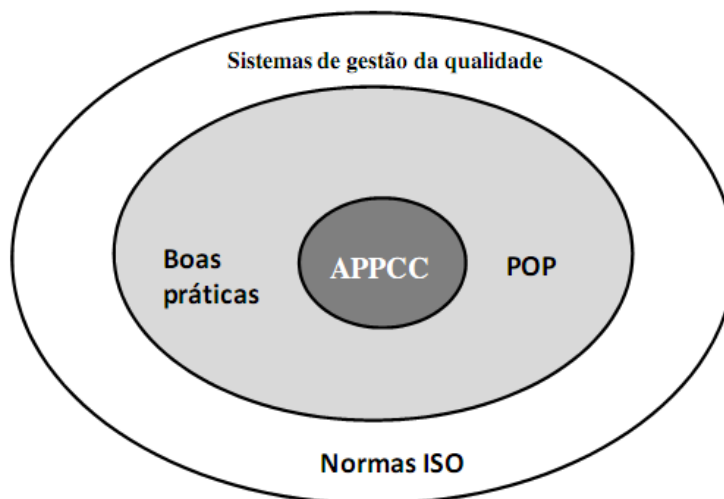 Sistemas de gestão da qualidade
Boas
práticas
APPCC
POP
Normas ISO